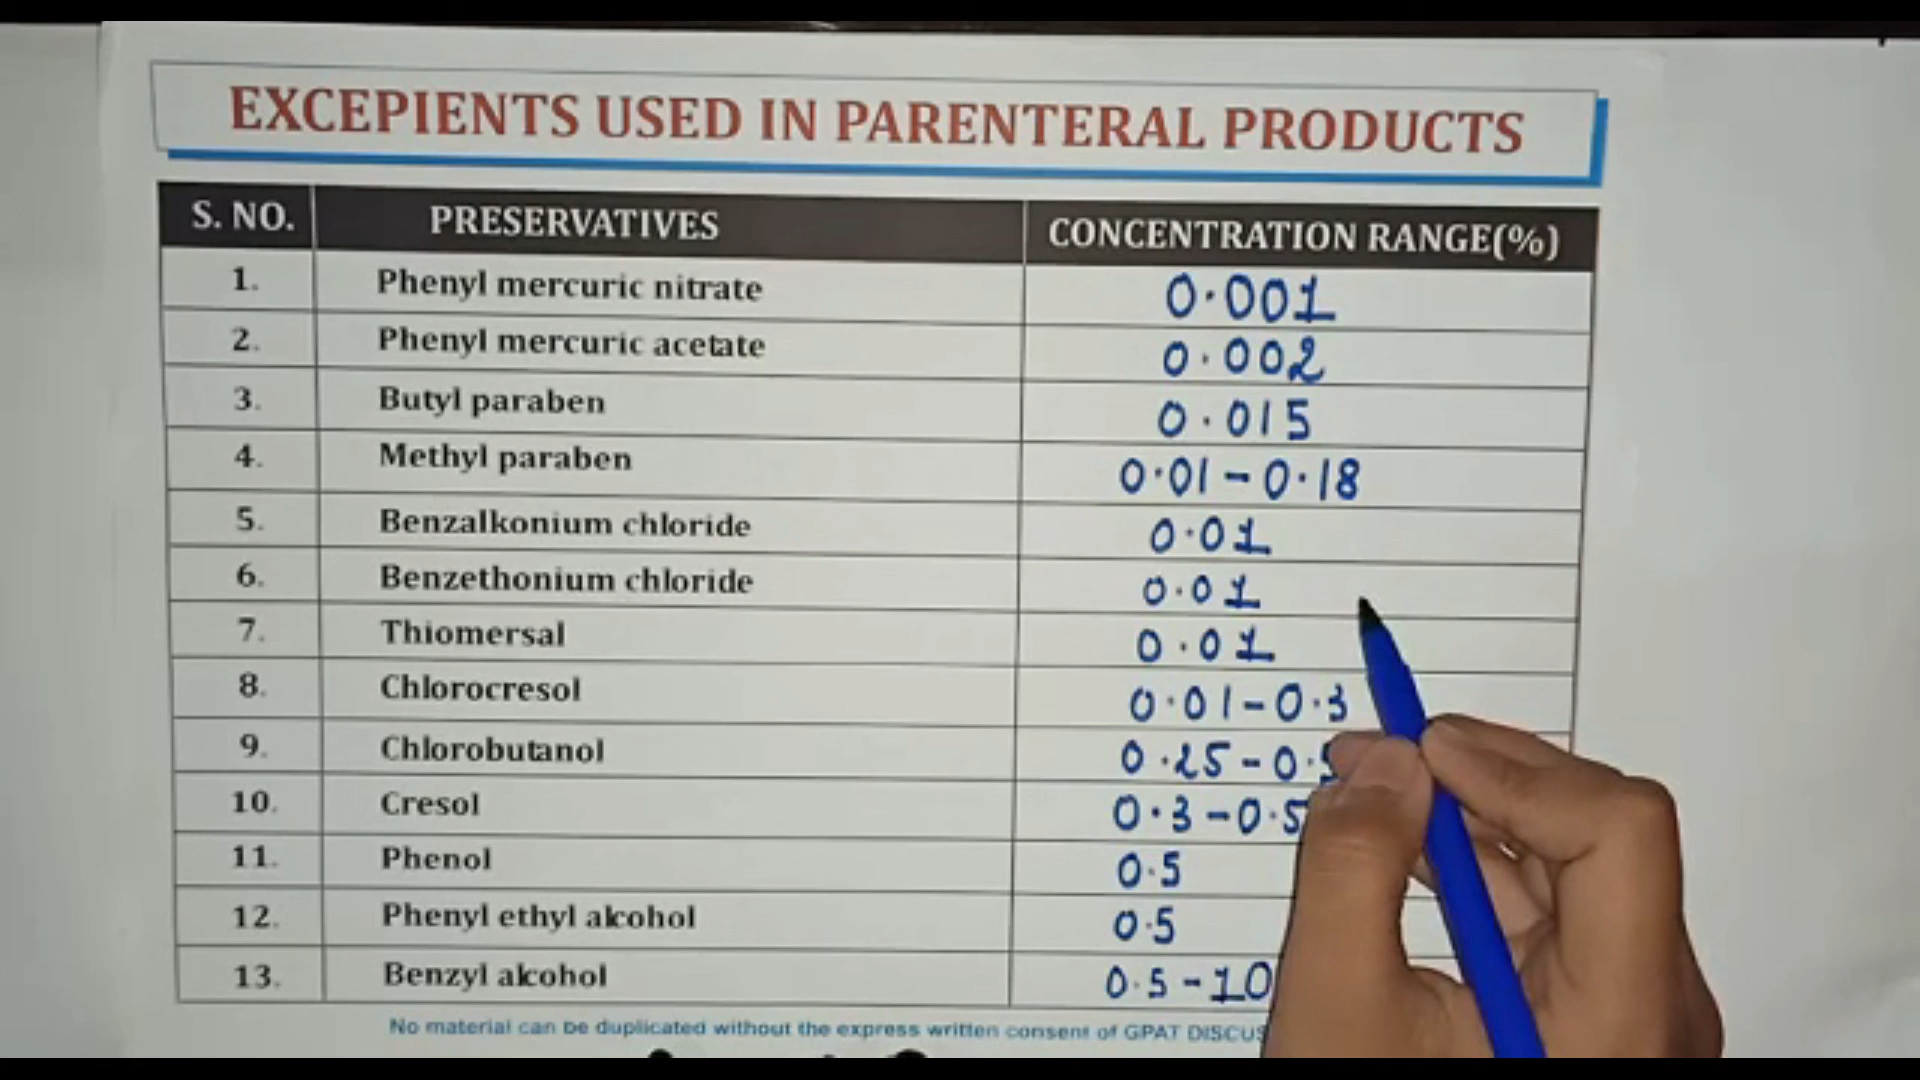 EXCEPIENTS USED IN PARENTERAL PRODUCTS
S. NO. PRESERVATIVES CONCENTRATION RANGE(%)
1. Phenyl mercuric nitrate 0.001
2. Phenyl mercuric acetate 0.002
3. Butyl paraben 0.015
4. Methyl paraben 0.01-0.18
5. Benzalkonium chloride 0.01
6. Benzethonium chloride 0.01
7. Thiomersal 0.01
8. Chlorocresol 0.01-0.3
9. Chlorobutanol 0.25-0.5
10. Cresol 0.3-0.5
11. Phenol 0.5
12. Phenyl ethyl alcohol 0.5
13. Benzyl alcohol 0.5-10
No material can be duplicated without the express written consent of GPAT